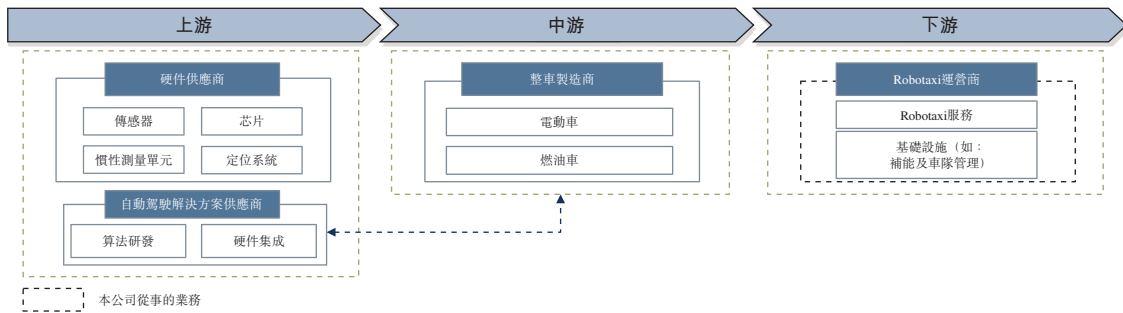 上游
中游
下游
硬件供應商
整車製造商
Robotaxi運營商
傳感器
芯片
電動車
Robotaxi服務
慣性測量單元
定位系統
燃油車
基礎設施（如：
補能及車隊管理）
自動駕駛解決方案供應商
算法研發
硬件集成
本公司從事的業務